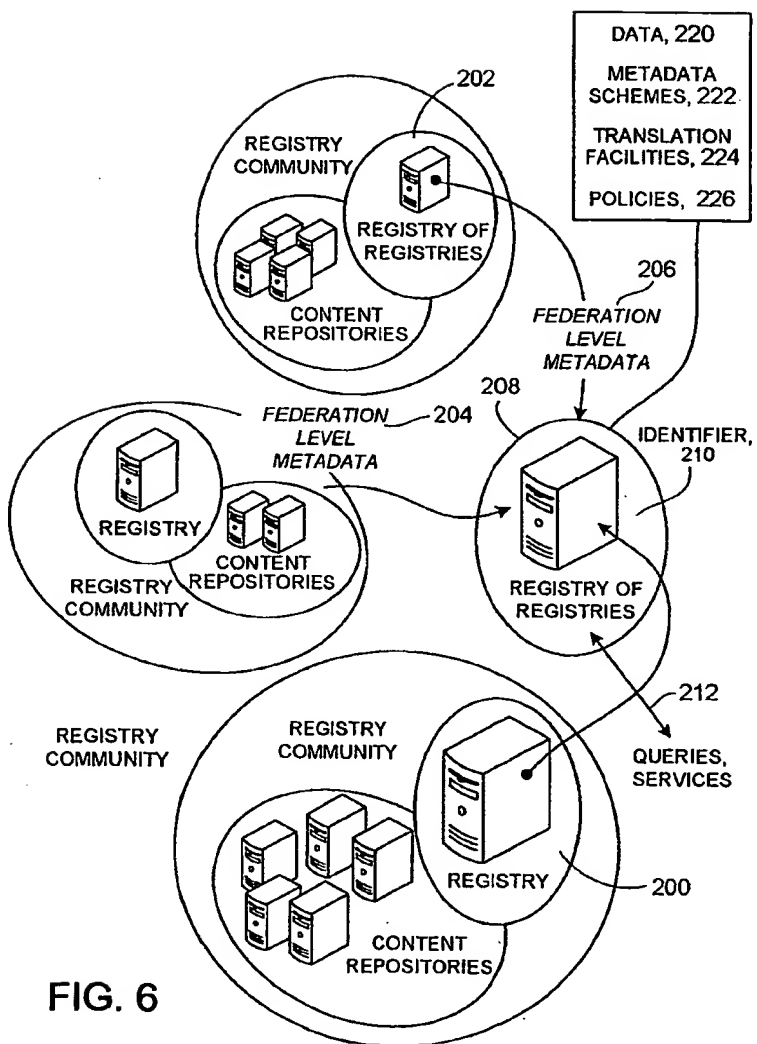 DATA, 220
METADATA
SCHEMES, 222
TRANSLATION
FACILITIES, 224
POLICIES, 226
202
REGISTRY
COMMUNITY
REGISTRY OF
REGISTRIES
CONTENT
REPOSITORIES
206
FEDERATION
LEVEL
METADATA
208
IDENTIFIER,
210
FEDERATION
LEVEL
METADATA
204
REGISTRY
CONTENT
REPOSITORIES
REGISTRY
COMMUNITY
REGISTRY OF
REGISTRIES
212
QUERIES,
SERVICES
REGISTRY
COMMUNITY
REGISTRY
COMMUNITY
REGISTRY
200
CONTENT
REPOSITORIES
FIG. 6